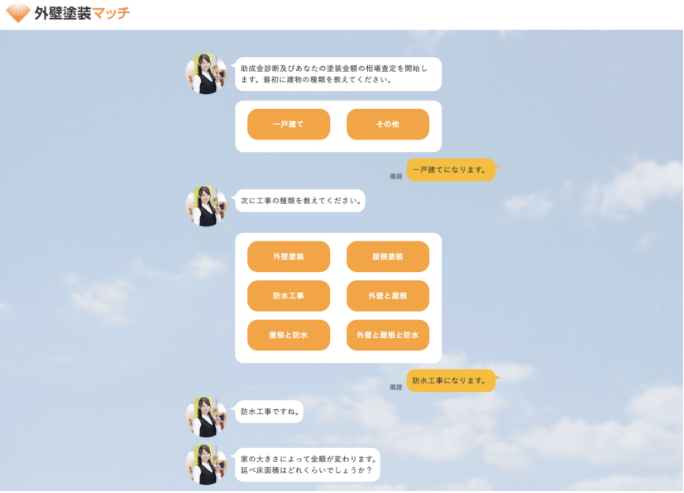 外壁塗装マッチ
助成金診断及びあなたの塗装金額の相場査定を開始し
ます。最初に建物の種類を教えてください。
一戸建て
その他
既読
一戸建てになります。
次に工事の種類を教えてください。
外壁塗装
屋根塗装
防水工事
外壁と屋根
屋根と防水
外壁と屋根と防水
既読
防水工事になります。
防水工事ですね。
家の大きさによって金額が変わります。
延べ床面積はどれくらいでしょうか？